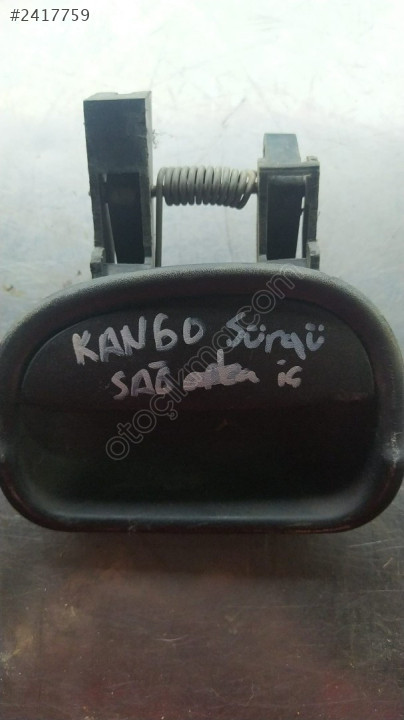 #2417759
KANGO Sürgü
SAĞ arka iç
otoçıkma.com